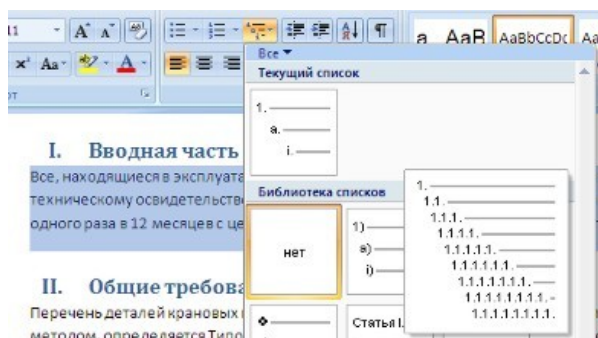 11
a AaB AaBbCcDc Aa
x² Aa
Все
Текущий список
1.
a.
i.
I. Вводная часть
Все, находящиеся в эксплуата
Библиотека списков
техническому освидетельств
одного раза в 12 месяцев с це
нет
1)
a)
i)
1.
1.1.
1.1.1.
1.1.1.1.
1.1.1.1.1.
1.1.1.1.1.1.
1.1.1.1.1.1.1.
1.1.1.1.1.1.1.1.
1.1.1.1.1.1.1.1.1.
II. Общие требова
Перечень деталей крановых
Статья I.
методом, определяется Типо